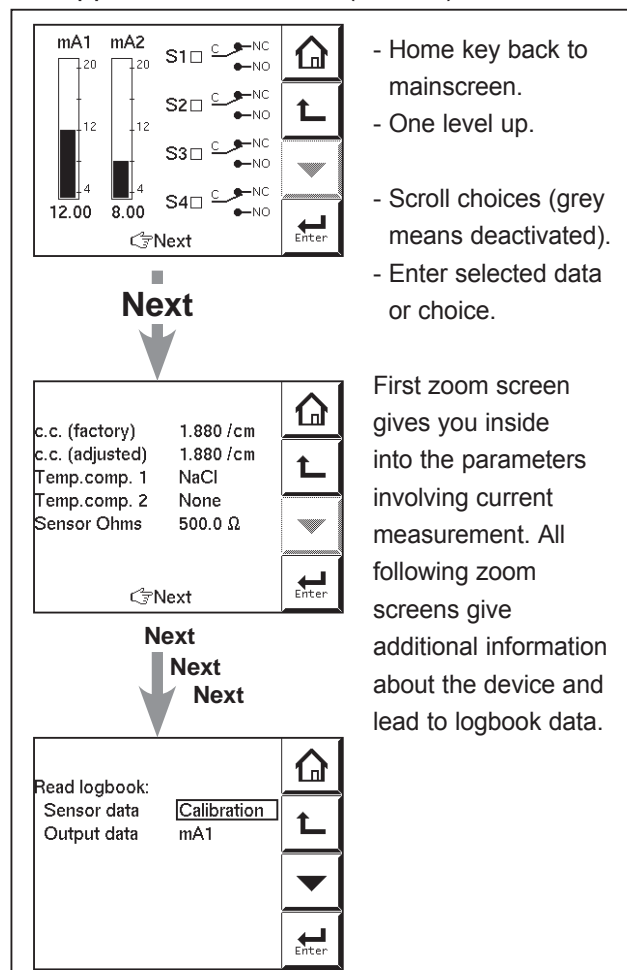 mA1 mA2
20 20
12 12
4 4
12.00 8.00
S1 C NC
NO
S2 C NC
NO
S3 C NC
NO
S4 C NC
NO
Next
Enter
- Home key back to
mainscreen.
- One level up.
- Scroll choices (grey
means deactivated).
- Enter selected data
or choice.
Next
c.c. (factory) 1.880 /cm
c.c. (adjusted) 1.880 /cm
Temp.comp. 1 NaCl
Temp.comp. 2 None
Sensor Ohms 500.0 Ω
Next
Enter
First zoom screen
gives you inside
into the parameters
involving current
measurement. All
following zoom
screens give
additional information
about the device and
lead to logbook data.
Next
Next
Next
Read logbook:
Sensor data Calibration
Output data mA1
Enter